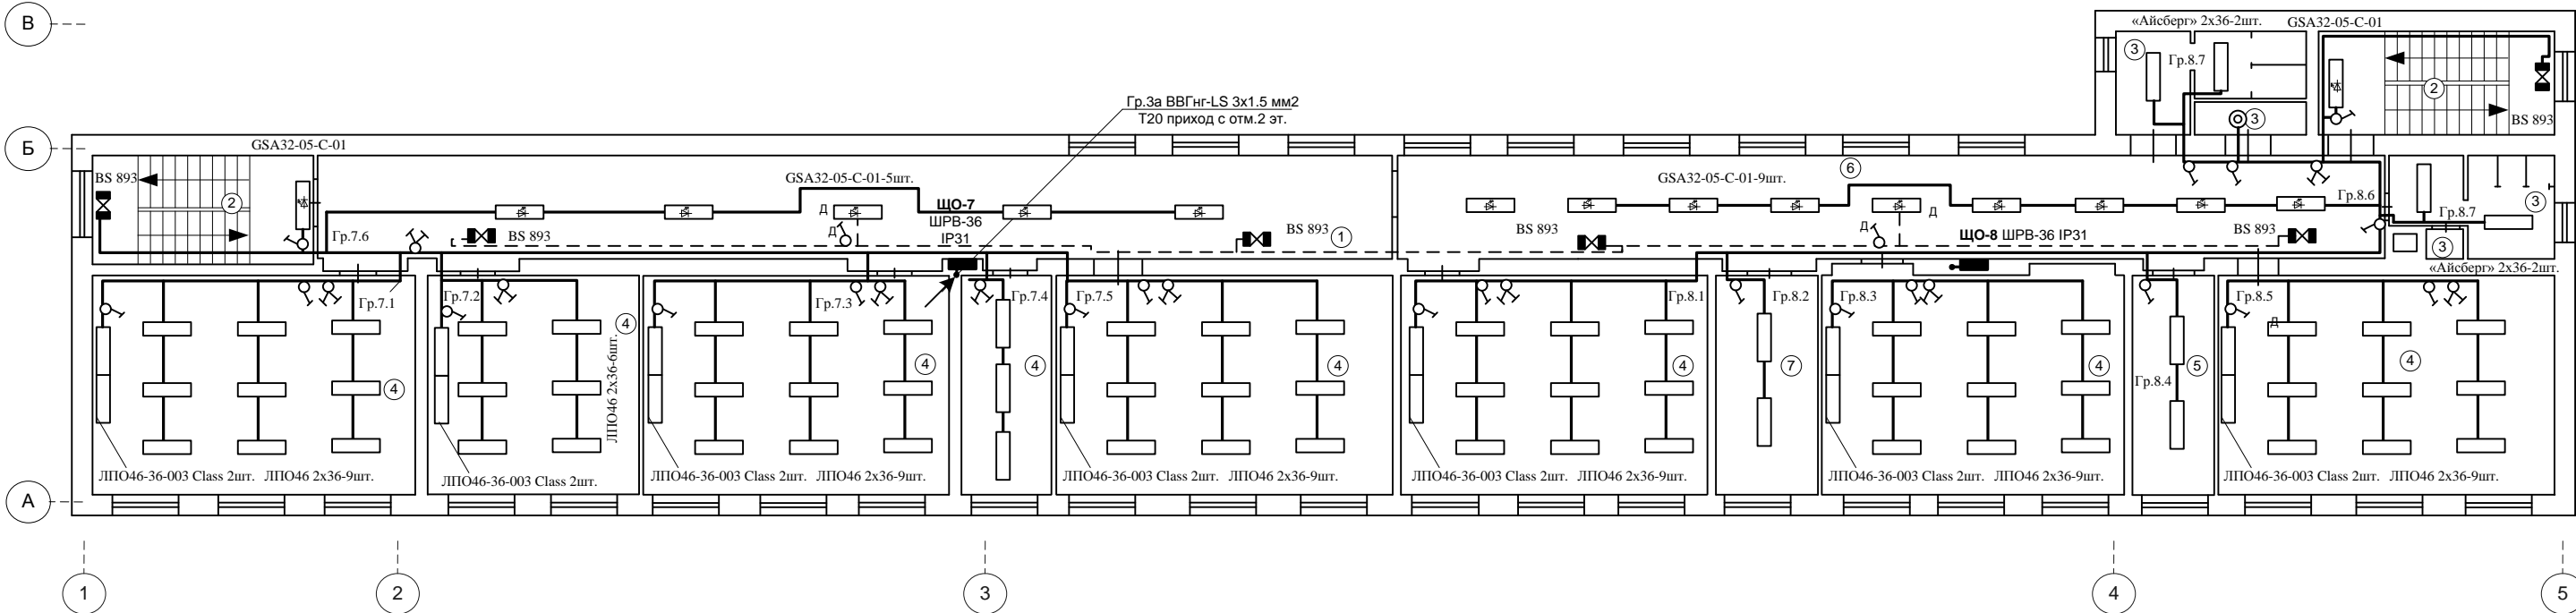 В
«Айсберг» 2х36-2шт.
GSA32-05-С-01
3
Гр.8.7
2
3
BS 893
Гр.3а ВВГнг-LS 3х1.5 мм2
Т20 приход с отм.2 эт.
Б
GSA32-05-С-01
BS 893
2
GSA32-05-С-01-5шт.
Д
ЩО-7
ШРВ-36
IP31
Д
Гр.7.6
BS 893
BS 893
1
6
GSA32-05-С-01-9шт.
Д
Д
BS 893
ЩО-8 ШРВ-36 IP31
BS 893
Гр.8.6
Гр.8.7
3
3
«Айсберг» 2х36-2шт.
Гр.7.1
Гр.7.2
Гр.7.3
Гр.7.4
Гр.7.5
Гр.8.1
Гр.8.2
Гр.8.3
Гр.8.4
Гр.8.5
Д
4
4
ЛПО46 2х36-6шт.
4
4
4
4
7
4
5
4
ЛПО46-36-003 Class 2шт.
ЛПО46 2х36-9шт.
ЛПО46-36-003 Class 2шт.
ЛПО46-36-003 Class 2шт.
ЛПО46 2х36-9шт.
ЛПО46-36-003 Class 2шт.
ЛПО46 2х36-9шт.
ЛПО46-36-003 Class 2шт.
ЛПО46 2х36-9шт.
ЛПО46-36-003 Class 2шт.
ЛПО46 2х36-9шт.
ЛПО46-36-003 Class 2шт.
ЛПО46 2х36-9шт.
А
1
2
3
4
5